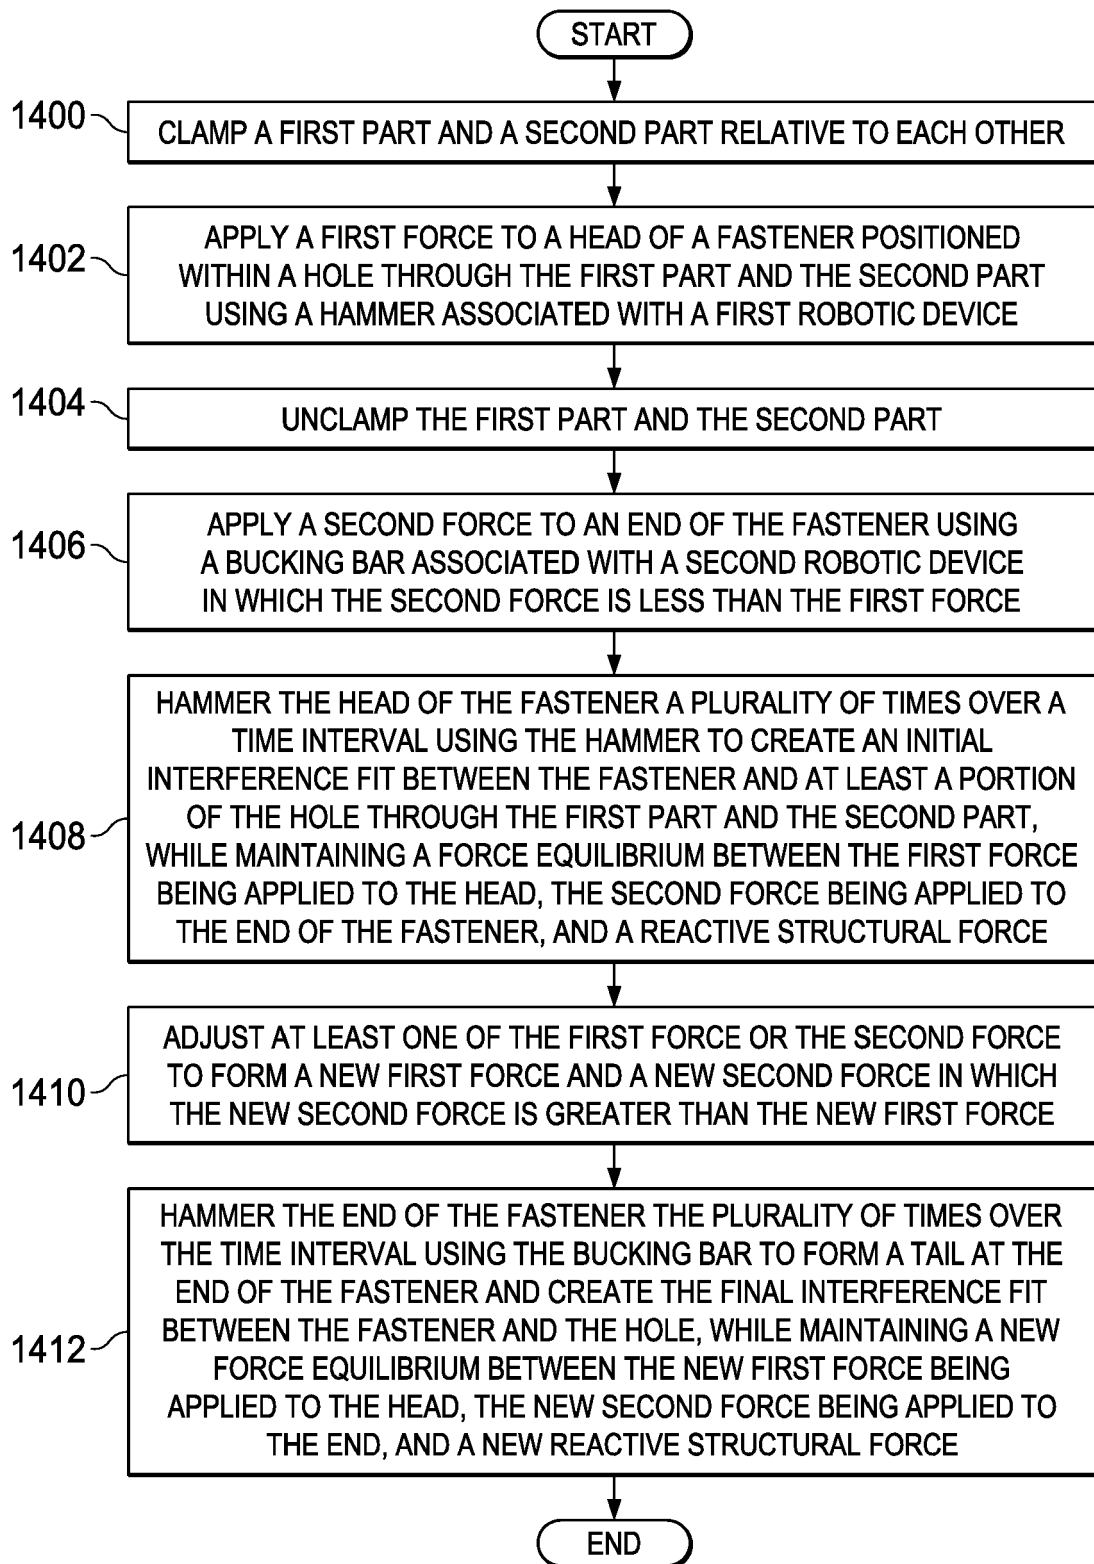 START
1400
CLAMP A FIRST PART AND A SECOND PART RELATIVE TO EACH OTHER
1402
APPLY A FIRST FORCE TO A HEAD OF A FASTENER POSITIONED
WITHIN A HOLE THROUGH THE FIRST PART AND THE SECOND PART
USING A HAMMER ASSOCIATED WITH A FIRST ROBOTIC DEVICE
1404
UNCLAMP THE FIRST PART AND THE SECOND PART
1406
APPLY A SECOND FORCE TO AN END OF THE FASTENER USING
A BUCKING BAR ASSOCIATED WITH A SECOND ROBOTIC DEVICE
IN WHICH THE SECOND FORCE IS LESS THAN THE FIRST FORCE
1408
HAMMER THE HEAD OF THE FASTENER A PLURALITY OF TIMES OVER A
TIME INTERVAL USING THE HAMMER TO CREATE AN INITIAL
INTERFERENCE FIT BETWEEN THE FASTENER AND AT LEAST A PORTION
OF THE HOLE THROUGH THE FIRST PART AND THE SECOND PART,
WHILE MAINTAINING A FORCE EQUILIBRIUM BETWEEN THE FIRST FORCE
BEING APPLIED TO THE HEAD, THE SECOND FORCE BEING APPLIED TO
THE END OF THE FASTENER, AND A REACTIVE STRUCTURAL FORCE
1410
ADJUST AT LEAST ONE OF THE FIRST FORCE OR THE SECOND FORCE
TO FORM A NEW FIRST FORCE AND A NEW SECOND FORCE IN WHICH
THE NEW SECOND FORCE IS GREATER THAN THE NEW FIRST FORCE
1412
HAMMER THE END OF THE FASTENER THE PLURALITY OF TIMES OVER
THE TIME INTERVAL USING THE BUCKING BAR TO FORM A TAIL AT THE
END OF THE FASTENER AND CREATE THE FINAL INTERFERENCE FIT
BETWEEN THE FASTENER AND THE HOLE, WHILE MAINTAINING A NEW
FORCE EQUILIBRIUM BETWEEN THE NEW FIRST FORCE BEING
APPLIED TO THE HEAD, THE NEW SECOND FORCE BEING APPLIED TO
THE END, AND A NEW REACTIVE STRUCTURAL FORCE
END